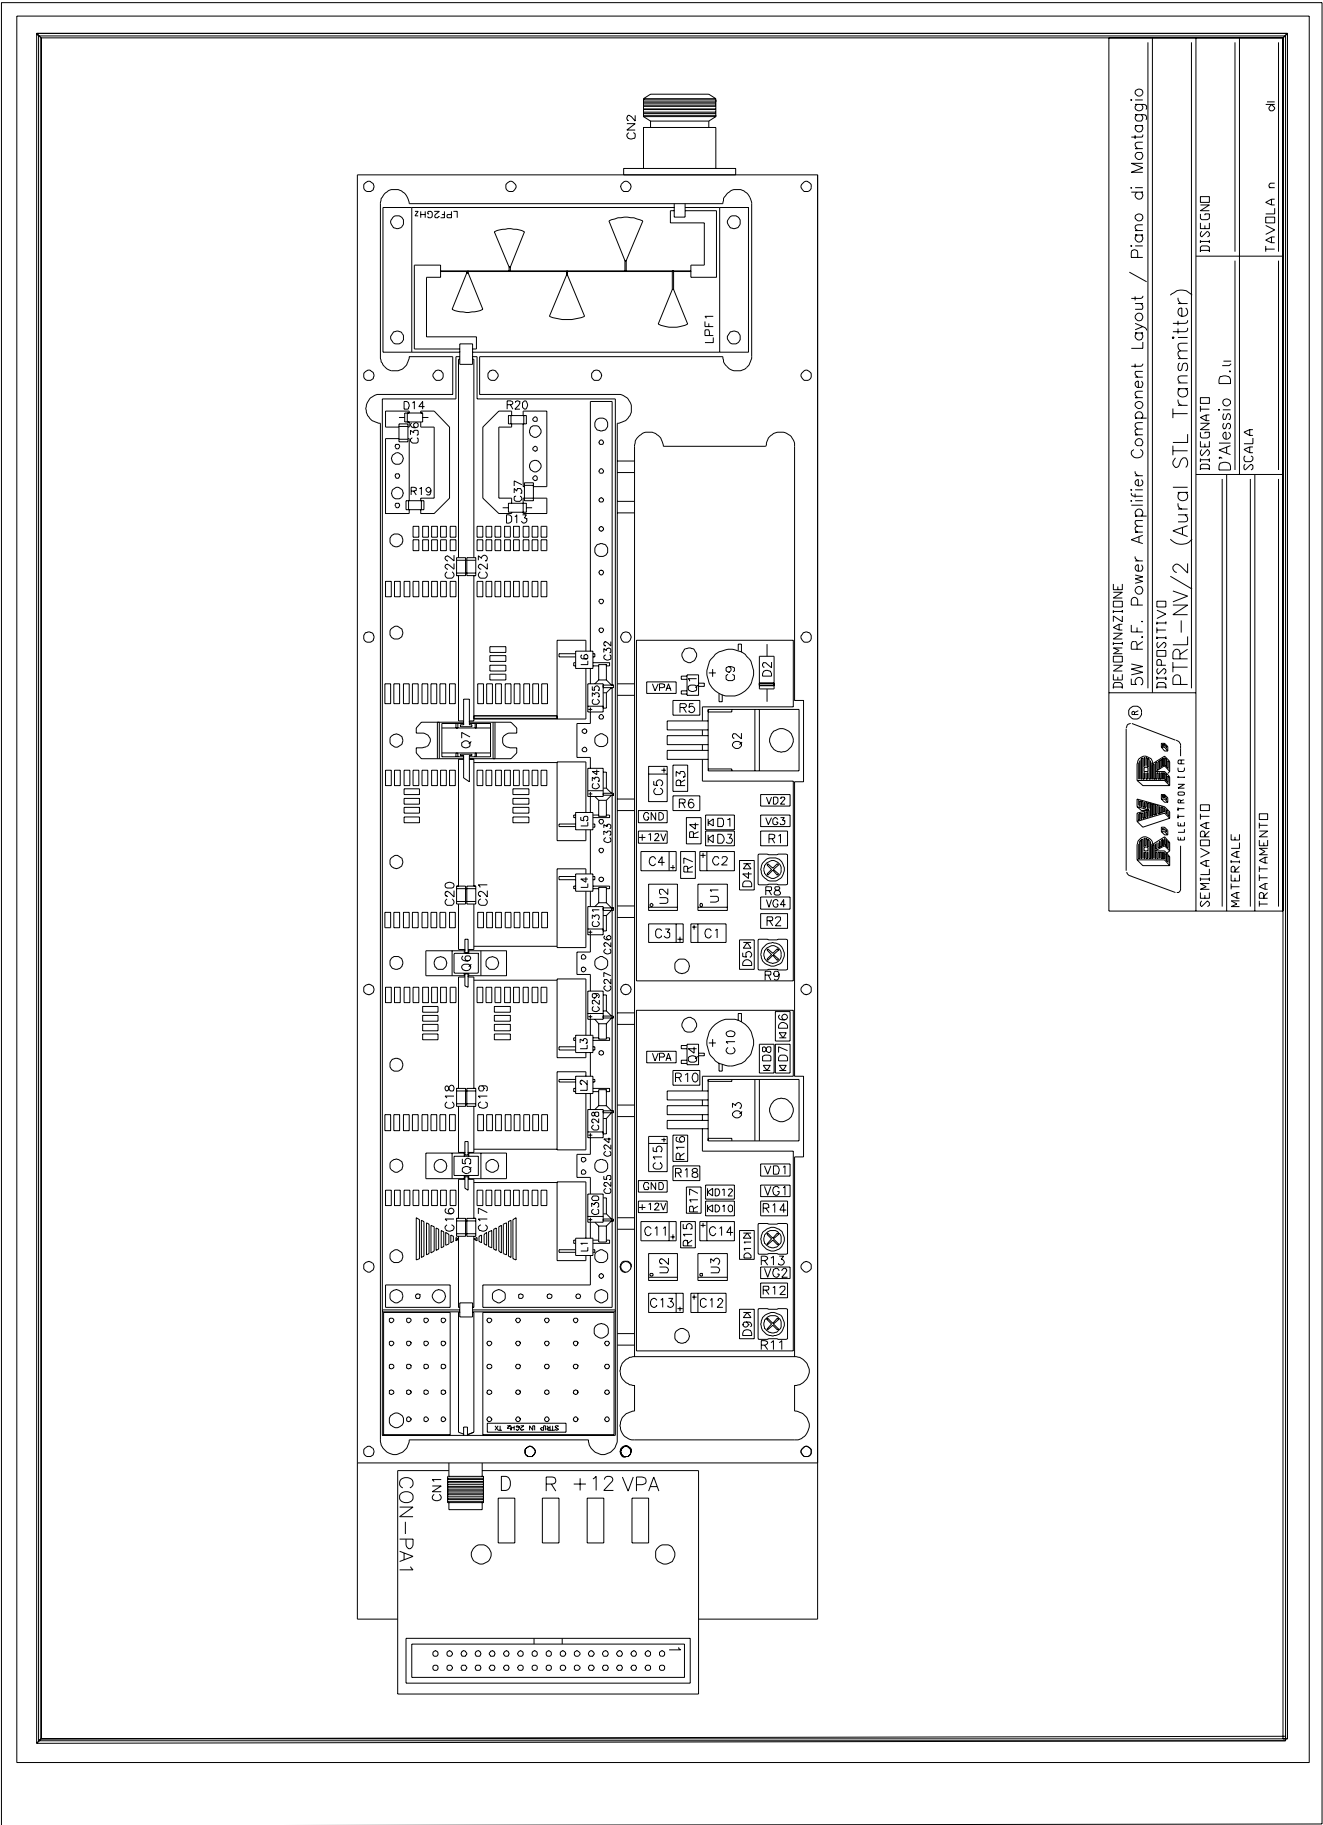 CN2
LPF2GHz
LPF1
D14
R20
C36
R19
C37
D13
C22
C23
L6
C32
C35
Q7
C34
L5
C33
C20
C21
L4
C31
C26
Q6
C27
C29
L3
C18
C19
L2
C28
C24
Q5
C25
C30
C16
C17
L1
STRIP IN 2GHz TX
VPA
Q1
C9
+
D2
R5
Q2
C5
+
R3
R6
VD2
GND
R4
D1
VG3
+12V
D3
R1
C4
+
R7
C2
+
D4
R8
U2
U1
VG4
R2
C3
+
C1
+
D5
R9
VPA
Q4
C10
+
D6
D8
D7
R10
Q3
C15
+
R16
R18
VD1
GND
R17
D12
VG1
+12V
D10
R14
C11
+
R15
C14
+
D11
R13
U2
U3
VG2
R12
C13
+
C12
+
D9
R11
CN1
CON-PA1
D R +12 VPA
1
DENOMINAZIONE
5W R.F. Power Amplifier Component Layout / Piano di Montaggio
DISPOSITIVO
PTRL-NV/2 (Aural STL Transmitter)
R.V.R. ®
ELETTRONICA
SEMILAVORATO
DISEGNATO
D'Alessio D.u
DISEGNO
MATERIALE
SCALA
TRATTAMENTO
TAVOLA n di